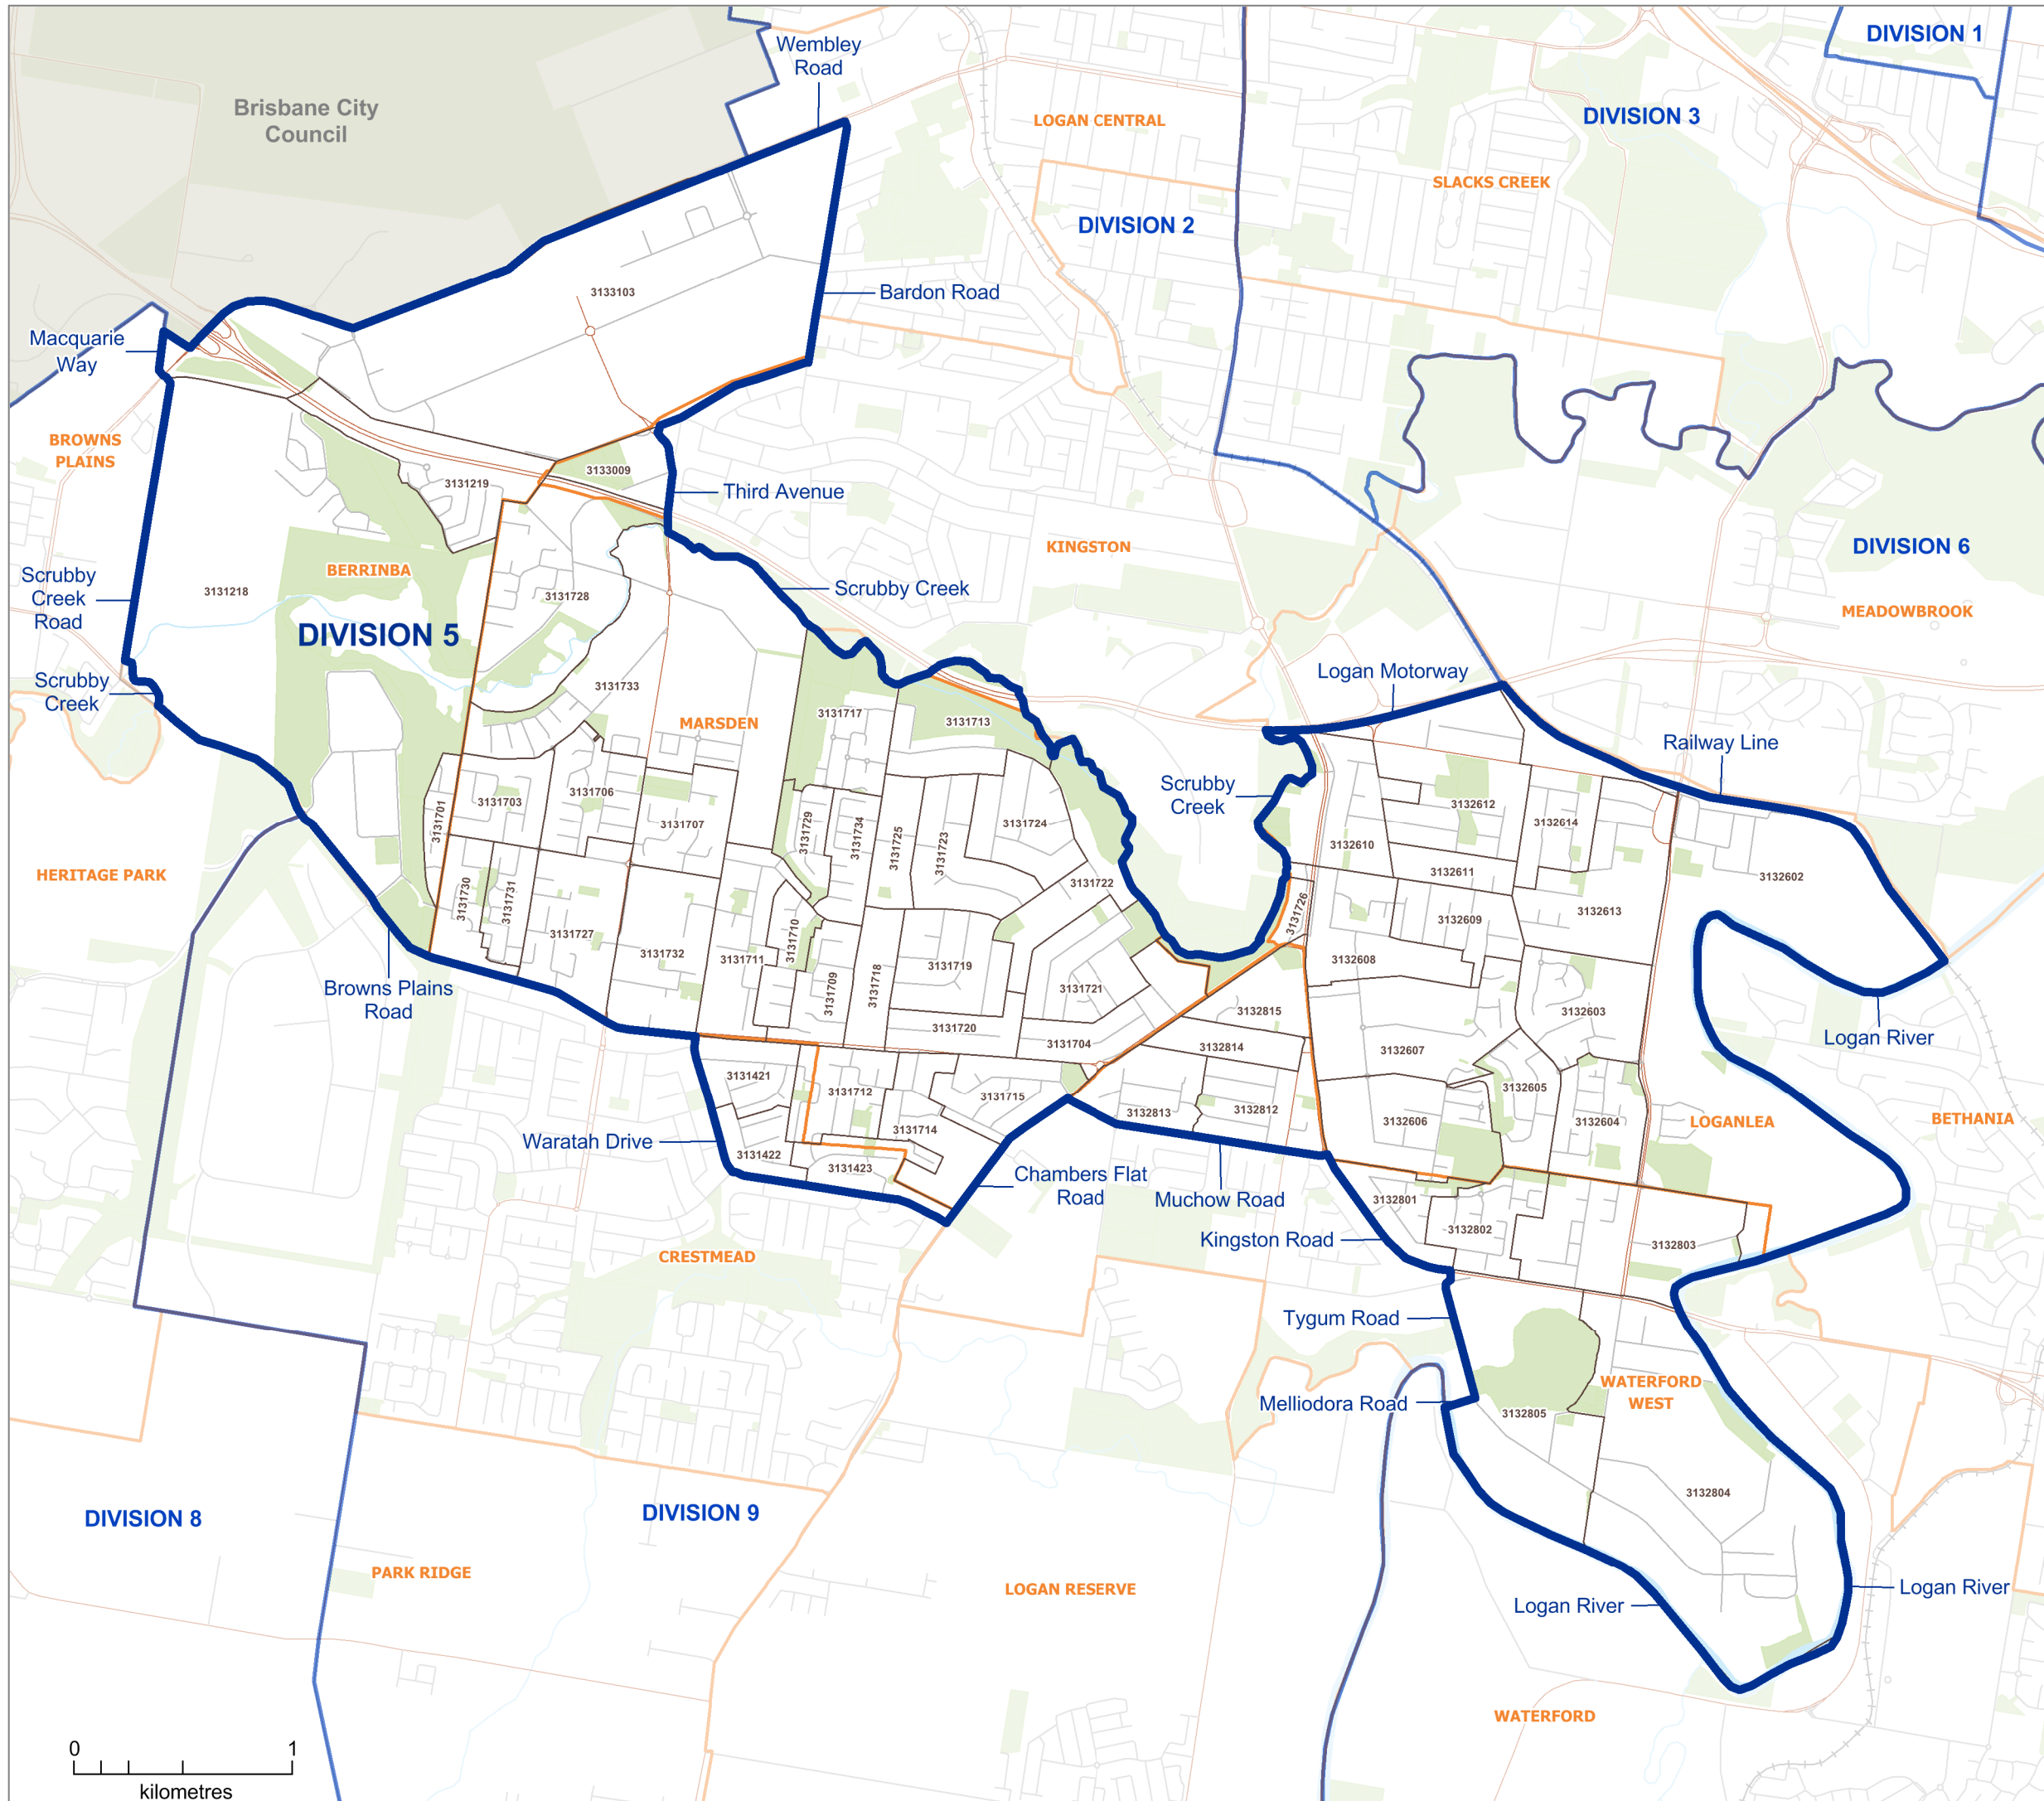 DIVISION 1
Wembley
Road
Brisbane City
Council
LOGAN CENTRAL
DIVISION 3
SLACKS CREEK
DIVISION 2
3133103
Bardon Road
Macquarie
Way
BROWNS
PLAINS
3133009
3131219
Third Avenue
KINGSTON
DIVISION 6
BERRINBA
Scrubby
Creek
Road
3131218
3131728
Scrubby Creek
MEADOWBROOK
DIVISION 5
Logan Motorway
Scrubby
Creek
3131733
MARSDEN
3131717
3131713
Railway Line
Scrubby
Creek
3131701
3131703
3131706
3131707
3131729
3131734
3131725
3131723
3131724
3132612
3132614
3132610
HERITAGE PARK
3131722
3132611
3132602
3131730
3131731
3131727
3131732
3131711
3131710
3131709
3131718
3131719
3131726
3132609
3132613
3132608
Browns Plains
Road
3131721
3132815
3132603
3131720
3131704
3132814
3132607
Logan River
3131421
3131712
3131715
3132605
3132813
3132812
3132606
3132604
LOGANLEA
BETHANIA
Waratah Drive
3131714
3131422
3131423
Chambers Flat
Road
Muchow Road
3132801
3132802
Kingston Road
3132803
CRESTMEAD
Tygum Road
WATERFORD
WEST
Melliodora Road
3132805
3132804
DIVISION 8
DIVISION 9
PARK RIDGE
LOGAN RESERVE
Logan River
Logan River
WATERFORD
0 1
kilometres